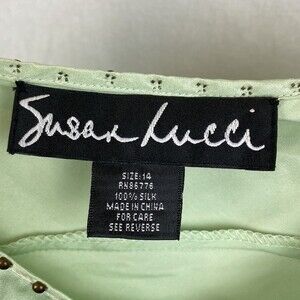 Susan Lucci
SIZE: 14
RN86776
100% SILK
MADE IN CHINA
FOR CARE
SEE REVERSE